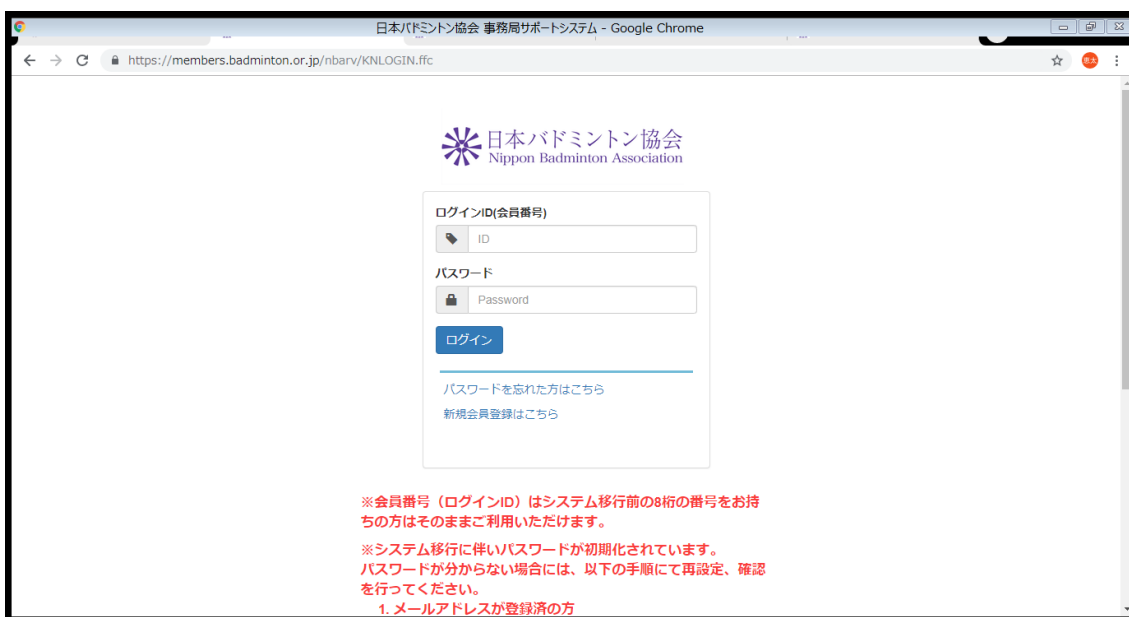 日本バドミントン協会 事務局サポートシステム - Google Chrome
https://members.badminton.or.jp/nbarv/KNLOGIN.ffc
恵太
日本バドミントン協会
Nippon Badminton Association
ログインID(会員番号)
ID
パスワード
Password
ログイン
パスワードを忘れた方はこちら
新規会員登録はこちら
※会員番号（ログインID）はシステム移行前の8桁の番号をお持
ちの方はそのままご利用いただけます。
※システム移行に伴いパスワードが初期化されています。
パスワードが分からない場合には、以下の手順にて再設定、確認
を行ってください。
1. メールアドレスが登録済の方